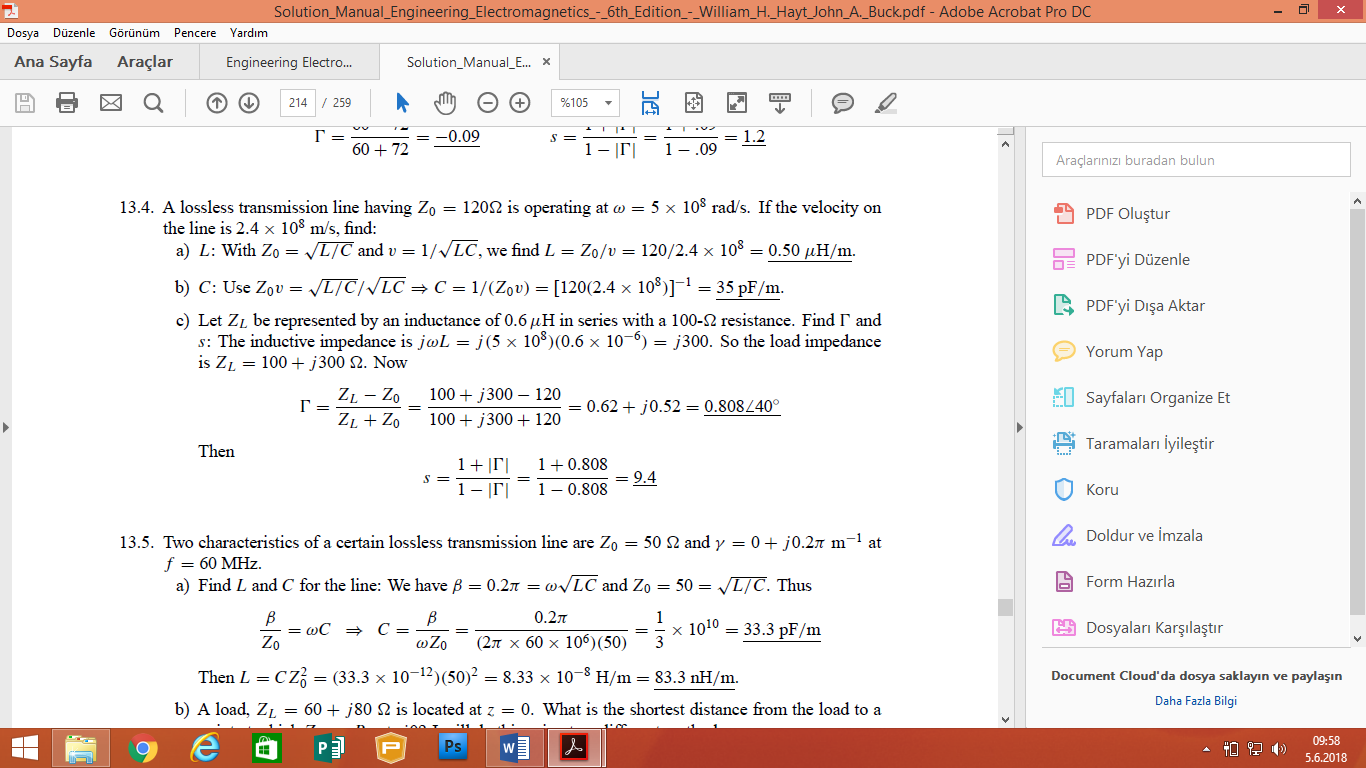 Solution_Manual_Engineering_Electromagnetics_-_6th_Edition_-_William_H._Hayt_John_A._Buck.pdf - Adobe Acrobat Pro DC
Dosya Düzenle Görünüm Pencere Yardım
Ana Sayfa Araçlar Engineering Electro... Solution_Manual_E... ×
214 / 259 %105
Γ = / 60 + 72 = −0.09 s = / 1 − |Γ| = / 1 − .09 = 1.2
13.4. A lossless transmission line having Z₀ = 120Ω is operating at ω = 5 × 10⁸ rad/s. If the velocity on
the line is 2.4 × 10⁸ m/s, find:
a) L: With Z₀ = √L/C and v = 1/√LC, we find L = Z₀/v = 120/2.4 × 10⁸ = 0.50 μH/m.
b) C: Use Z₀v = √L/C/√LC ⇒ C = 1/(Z₀v) = [120(2.4 × 10⁸)]⁻¹ = 35 pF/m.
c) Let Z_L be represented by an inductance of 0.6 μH in series with a 100-Ω resistance. Find Γ and
s: The inductive impedance is jωL = j(5 × 10⁸)(0.6 × 10⁻⁶) = j300. So the load impedance
is Z_L = 100 + j300 Ω. Now
Γ = (Z_L − Z₀)/(Z_L + Z₀) = (100 + j300 − 120)/(100 + j300 + 120) = 0.62 + j0.52 = 0.808∠40°
Then
s = (1 + |Γ|)/(1 − |Γ|) = (1 + 0.808)/(1 − 0.808) = 9.4
13.5. Two characteristics of a certain lossless transmission line are Z₀ = 50 Ω and γ = 0 + j0.2π m⁻¹ at
f = 60 MHz.
a) Find L and C for the line: We have β = 0.2π = ω√LC and Z₀ = 50 = √L/C. Thus
β/Z₀ = ωC ⇒ C = β/(ωZ₀) = 0.2π/((2π × 60 × 10⁶)(50)) = 1/3 × 10¹⁰ = 33.3 pF/m
Then L = CZ₀² = (33.3 × 10⁻¹²)(50)² = 8.33 × 10⁻⁸ H/m = 83.3 nH/m.
b) A load, Z_L = 60 + j80 Ω is located at z = 0. What is the shortest distance from the load to a
Araçlarınızı buradan bulun
PDF Oluştur
PDF'yi Düzenle
PDF'yi Dışa Aktar
Yorum Yap
Sayfaları Organize Et
Taramaları İyileştir
Koru
Doldur ve İmzala
Form Hazırla
Dosyaları Karşılaştır
Document Cloud'da dosya saklayın ve paylaşın
Daha Fazla Bilgi
Ps
09:58
5.6.2018